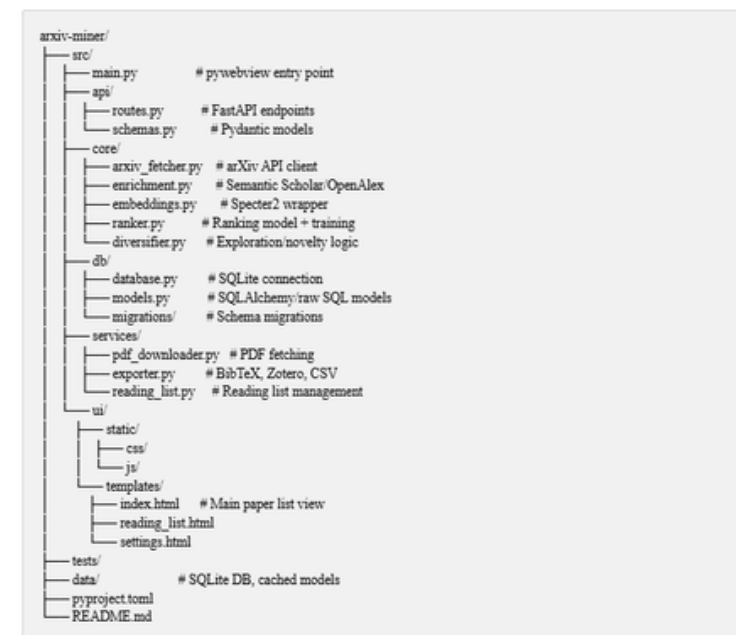 arxiv-miner/
├── src/
│   ├── main.py              # pywebview entry point
│   ├── api/
│   │   ├── routes.py        # FastAPI endpoints
│   │   └── schemas.py       # Pydantic models
│   ├── core/
│   │   ├── arxiv_fetcher.py   # arXiv API client
│   │   ├── enrichment.py    # Semantic Scholar/OpenAlex
│   │   ├── embeddings.py    # Specter2 wrapper
│   │   ├── ranker.py        # Ranking model + training
│   │   └── diversifier.py   # Exploration/novelty logic
│   ├── db/
│   │   ├── database.py      # SQLite connection
│   │   ├── models.py        # SQLAlchemy/raw SQL models
│   │   └── migrations/      # Schema migrations
│   ├── services/
│   │   ├── pdf_downloader.py  # PDF fetching
│   │   ├── exporter.py      # BibTeX, Zotero, CSV
│   │   └── reading_list.py  # Reading list management
│   └── ui/
│       ├── static/
│       │   ├── css/
│       │   └── js/
│       └── templates/
│           ├── index.html   # Main paper list view
│           ├── reading_list.html
│           └── settings.html
├── tests/
├── data/                # SQLite DB, cached models
├── pyproject.toml
└── README.md